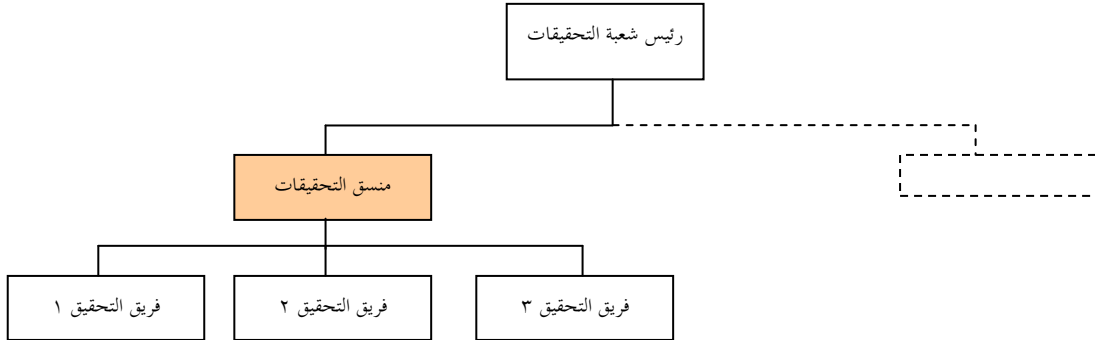 رئيس شعبة التحقيقات
منسق التحقيقات
فريق التحقيق ٣
فريق التحقيق ٢
فريق التحقيق ١